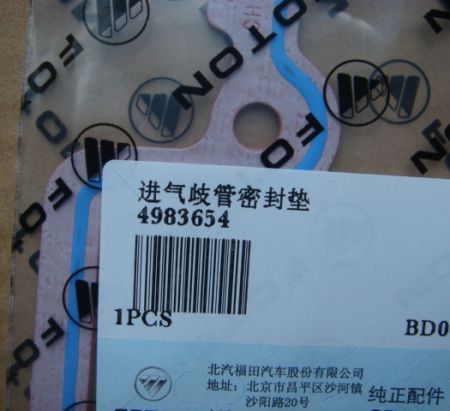 FOTON
FOTON
进气歧管密封垫
4983654
1PCS
BD0
北汽福田汽车股份有限公司
地址：北京市昌平区沙河镇
沙阳路20号
纯正配件